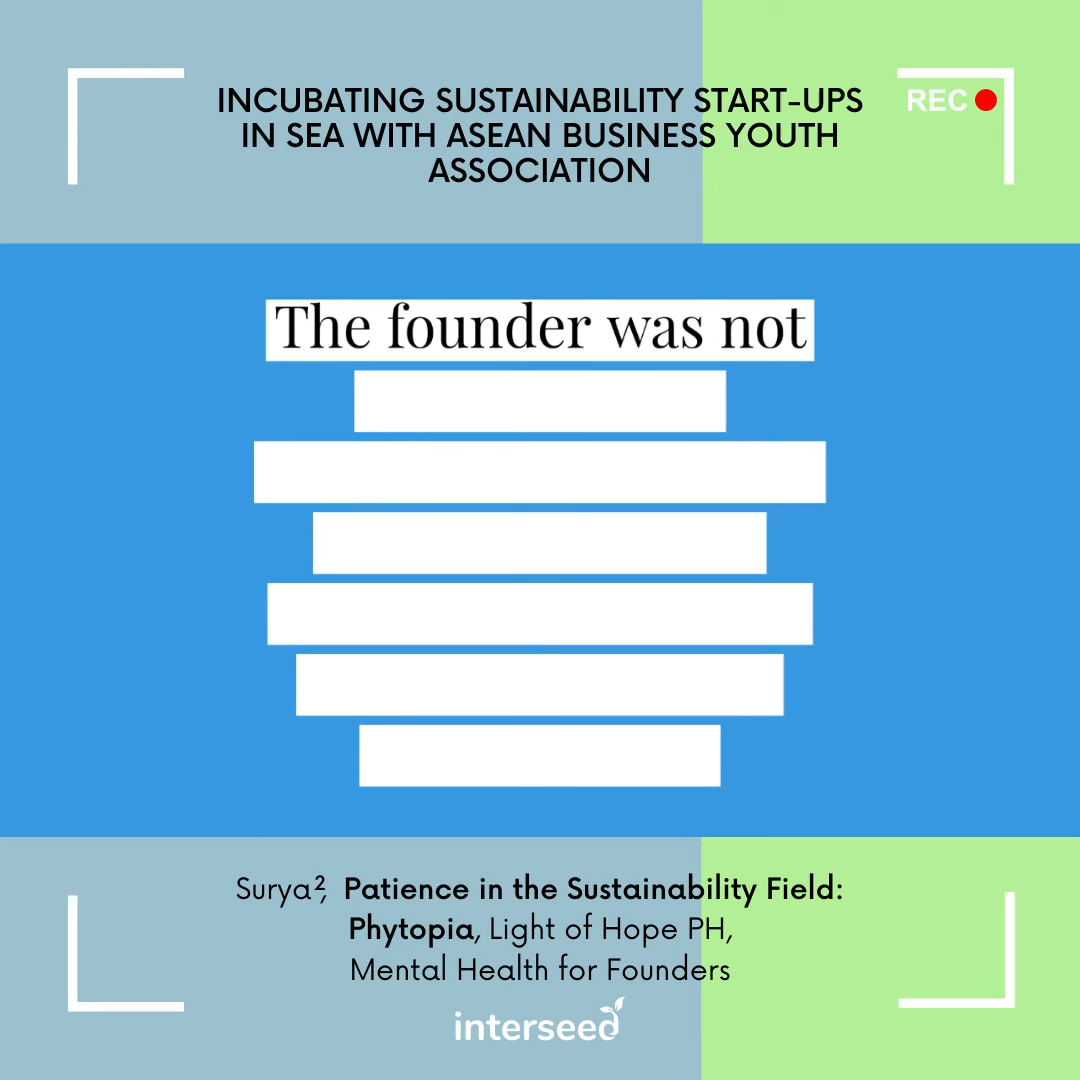 INCUBATING SUSTAINABILITY START-UPS
IN SEA WITH ASEAN BUSINESS YOUTH
ASSOCIATION
REC
The founder was not
Surya², Patience in the Sustainability Field:
Phytopia, Light of Hope PH,
Mental Health for Founders
interseed